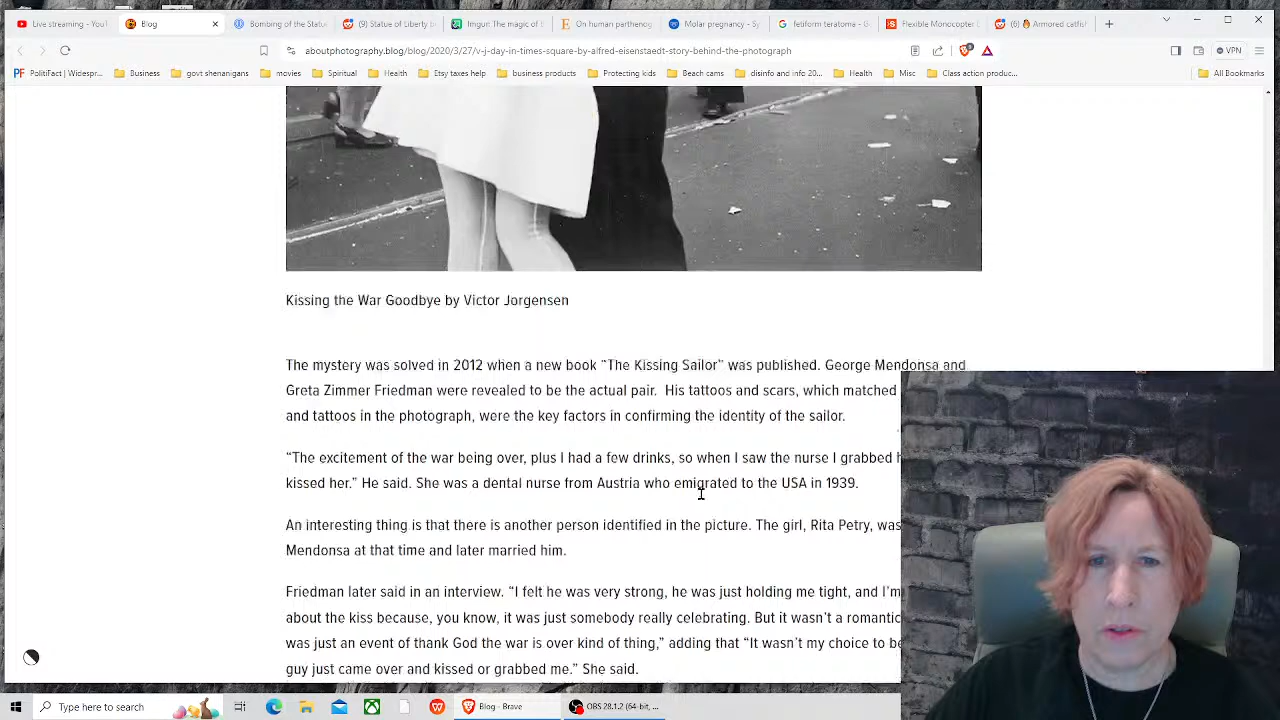 Live streaming - YouT
Blog
Bombing of the Statu
(9) Statue of Liberty b
Imgur: The magic of t
On human parthenog
Molar pregnancy - Sy
fetiform teratoma - G
Flexible Monocopter D
(6) Armored catfish
aboutphotography.blog/blog/2020/3/27/v-j-day-in-times-square-by-alfred-eisenstaedt-story-behind-the-photograph
VPN
PolitiFact | Widespr...
Business
govt shenanigans
movies
Spiritual
Health
Etsy taxes help
business products
Protecting kids
Beach cams
disinfo and info 20...
Health
Misc
Class action produc...
All Bookmarks
Kissing the War Goodbye by Victor Jorgensen
The mystery was solved in 2012 when a new book “The Kissing Sailor” was published. George Mendonsa and
Greta Zimmer Friedman were revealed to be the actual pair. His tattoos and scars, which matched
and tattoos in the photograph, were the key factors in confirming the identity of the sailor.
“The excitement of the war being over, plus I had a few drinks, so when I saw the nurse I grabbed
kissed her.” He said. She was a dental nurse from Austria who emigrated to the USA in 1939.
An interesting thing is that there is another person identified in the picture. The girl, Rita Petry, was
Mendonsa at that time and later married him.
Friedman later said in an interview. “I felt he was very strong, he was just holding me tight, and I’m
about the kiss because, you know, it was just somebody really celebrating. But it wasn’t a romantic
was just an event of thank God the war is over kind of thing,” adding that “It wasn’t my choice to be
guy just came over and kissed or grabbed me.” She said.
Type here to search
Blog - Brave
OBS 28.1.2 (64-bit, ...